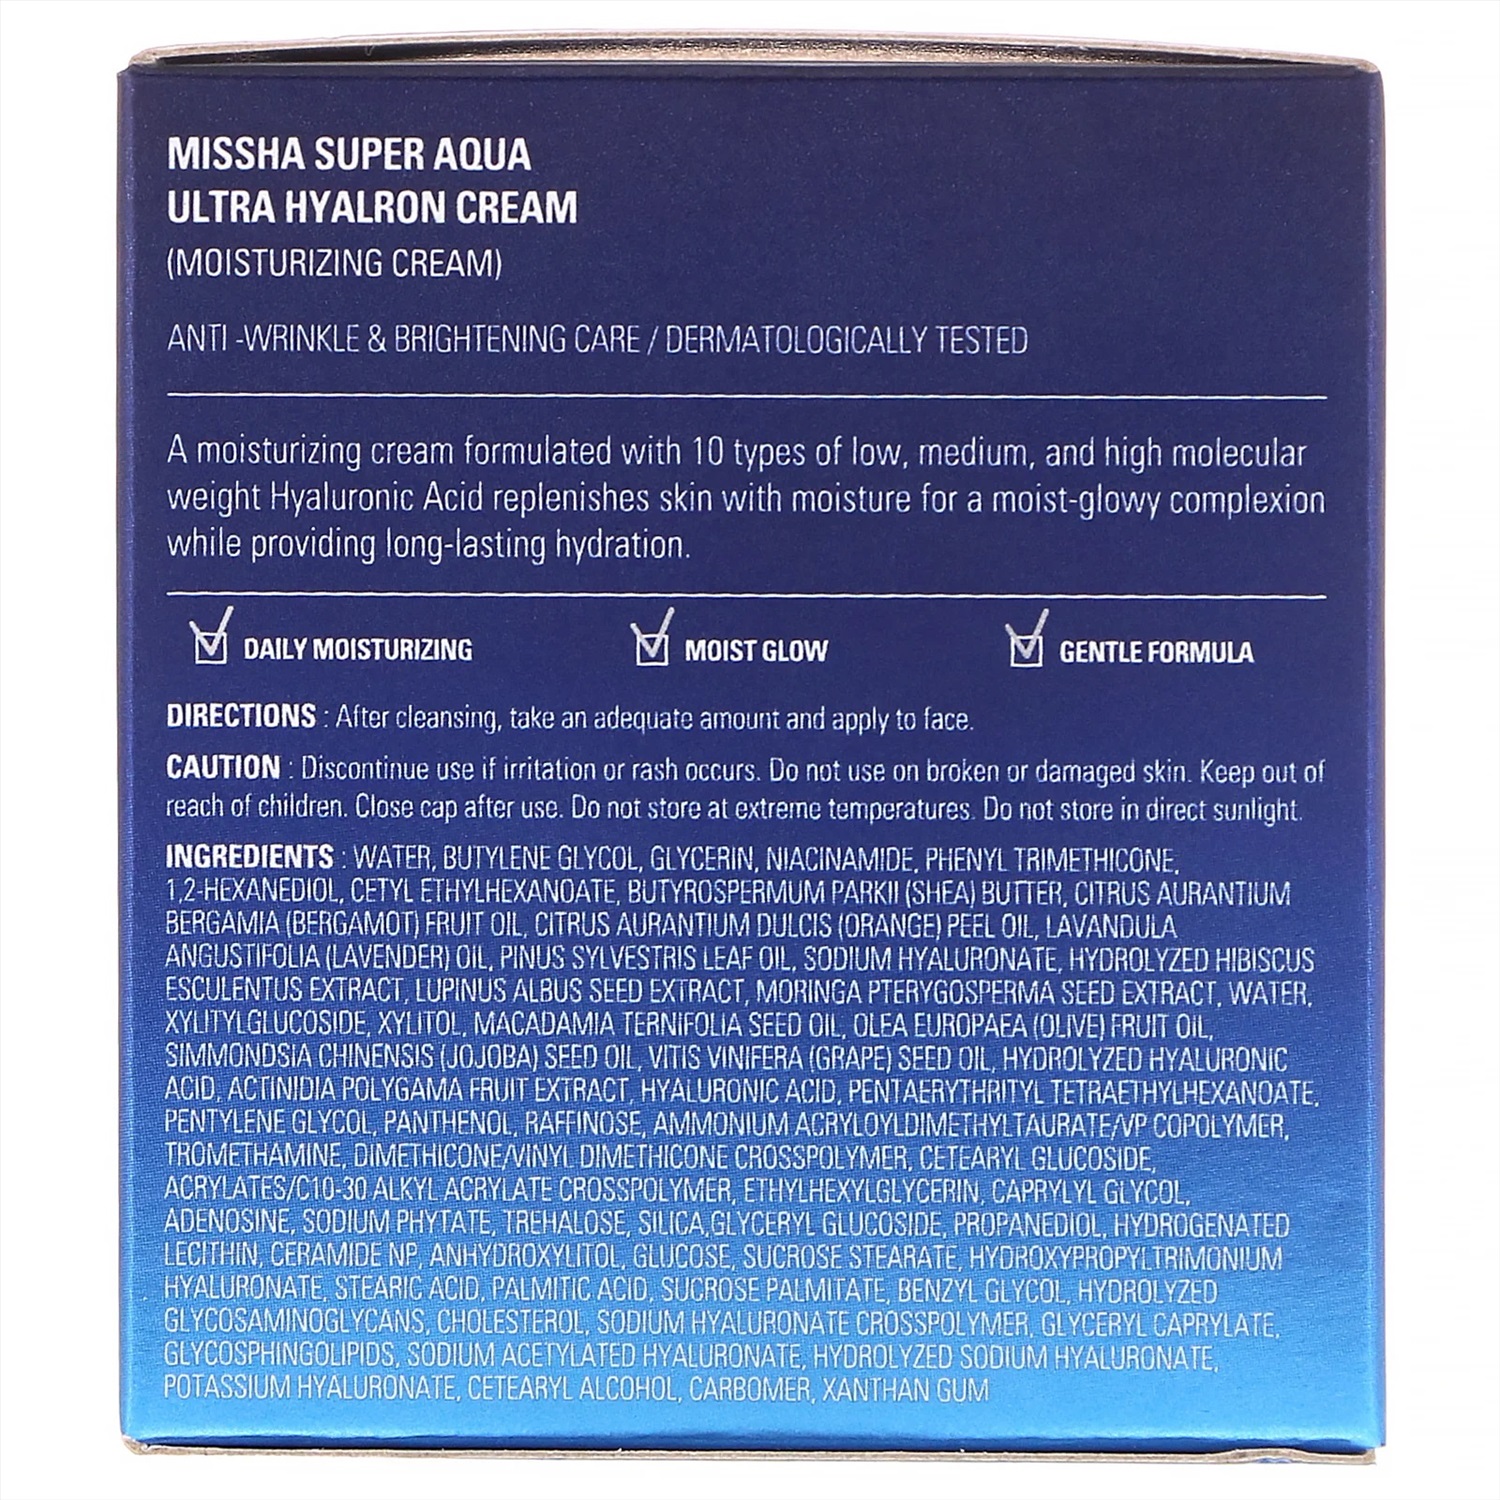 MISSHA SUPER AQUA
ULTRA HYALRON CREAM
(MOISTURIZING CREAM)
ANTI -WRINKLE & BRIGHTENING CARE / DERMATOLOGICALLY TESTED
A moisturizing cream formulated with 10 types of low, medium, and high molecular
weight Hyaluronic Acid replenishes skin with moisture for a moist-glowy complexion
while providing long-lasting hydration.
DAILY MOISTURIZING MOIST GLOW GENTLE FORMULA
DIRECTIONS : After cleansing, take an adequate amount and apply to face.
CAUTION : Discontinue use if irritation or rash occurs. Do not use on broken or damaged skin. Keep out of
reach of children. Close cap after use. Do not store at extreme temperatures. Do not store in direct sunlight.
INGREDIENTS : WATER, BUTYLENE GLYCOL, GLYCERIN, NIACINAMIDE, PHENYL TRIMETHICONE,
1,2-HEXANEDIOL, CETYL ETHYLHEXANOATE, BUTYROSPERMUM PARKII (SHEA) BUTTER, CITRUS AURANTIUM
BERGAMIA (BERGAMOT) FRUIT OIL, CITRUS AURANTIUM DULCIS (ORANGE) PEEL OIL, LAVANDULA
ANGUSTIFOLIA (LAVENDER) OIL, PINUS SYLVESTRIS LEAF OIL, SODIUM HYALURONATE, HYDROLYZED HIBISCUS
ESCULENTUS EXTRACT, LUPINUS ALBUS SEED EXTRACT, MORINGA PTERYGOSPERMA SEED EXTRACT, WATER,
XYLITYLGLUCOSIDE, XYLITOL, MACADAMIA TERNIFOLIA SEED OIL, OLEA EUROPAEA (OLIVE) FRUIT OIL,
SIMMONDSIA CHINENSIS (JOJOBA) SEED OIL, VITIS VINIFERA (GRAPE) SEED OIL, HYDROLYZED HYALURONIC
ACID, ACTINIDIA POLYGAMA FRUIT EXTRACT, HYALURONIC ACID, PENTAERYTHRITYL TETRAETHYLHEXANOATE,
PENTYLENE GLYCOL, PANTHENOL, RAFFINOSE, AMMONIUM ACRYLOYLDIMETHYLTAURATE/VP COPOLYMER,
TROMETHAMINE, DIMETHICONE/VINYL DIMETHICONE CROSSPOLYMER, CETEARYL GLUCOSIDE,
ACRYLATES/C10-30 ALKYL ACRYLATE CROSSPOLYMER, ETHYLHEXYLGLYCERIN, CAPRYLYL GLYCOL,
ADENOSINE, SODIUM PHYTATE, TREHALOSE, SILICA,GLYCERYL GLUCOSIDE, PROPANEDIOL, HYDROGENATED
LECITHIN, CERAMIDE NP, ANHYDROXYLITOL, GLUCOSE, SUCROSE STEARATE, HYDROXYPROPYLTRIMONIUM
HYALURONATE, STEARIC ACID, PALMITIC ACID, SUCROSE PALMITATE, BENZYL GLYCOL, HYDROLYZED
GLYCOSAMINOGLYCANS, CHOLESTEROL, SODIUM HYALURONATE CROSSPOLYMER, GLYCERYL CAPRYLATE,
GLYCOSPHINGOLIPIDS, SODIUM ACETYLATED HYALURONATE, HYDROLYZED SODIUM HYALURONATE,
POTASSIUM HYALURONATE, CETEARYL ALCOHOL, CARBOMER, XANTHAN GUM